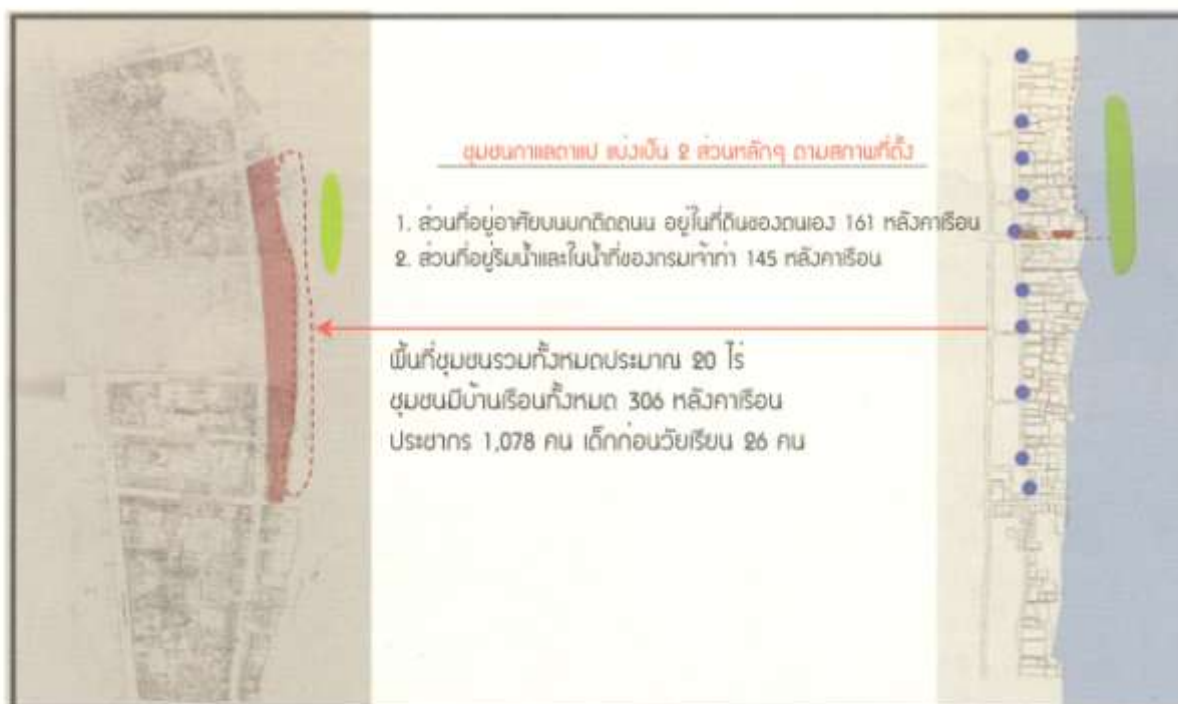 ชุมชนกาแลตาแป แบ่งเป็น 2 ส่วนหลักๆ ตามสภาพที่ตั้ง
1. ส่วนที่อยู่อาศัยบนบกติดถนน อยู่ในที่ดินของตนเอง 161 หลังคาเรือน
2. ส่วนที่อยู่ริมน้ำและในน้ำที่ของกรมเจ้าท่า 145 หลังคาเรือน
พื้นที่ชุมชนรวมทั้งหมดประมาณ 20 ไร่
ชุมชนมีบ้านเรือนทั้งหมด 306 หลังคาเรือน
ประชากร 1,078 คน เด็กก่อนวัยเรียน 26 คน